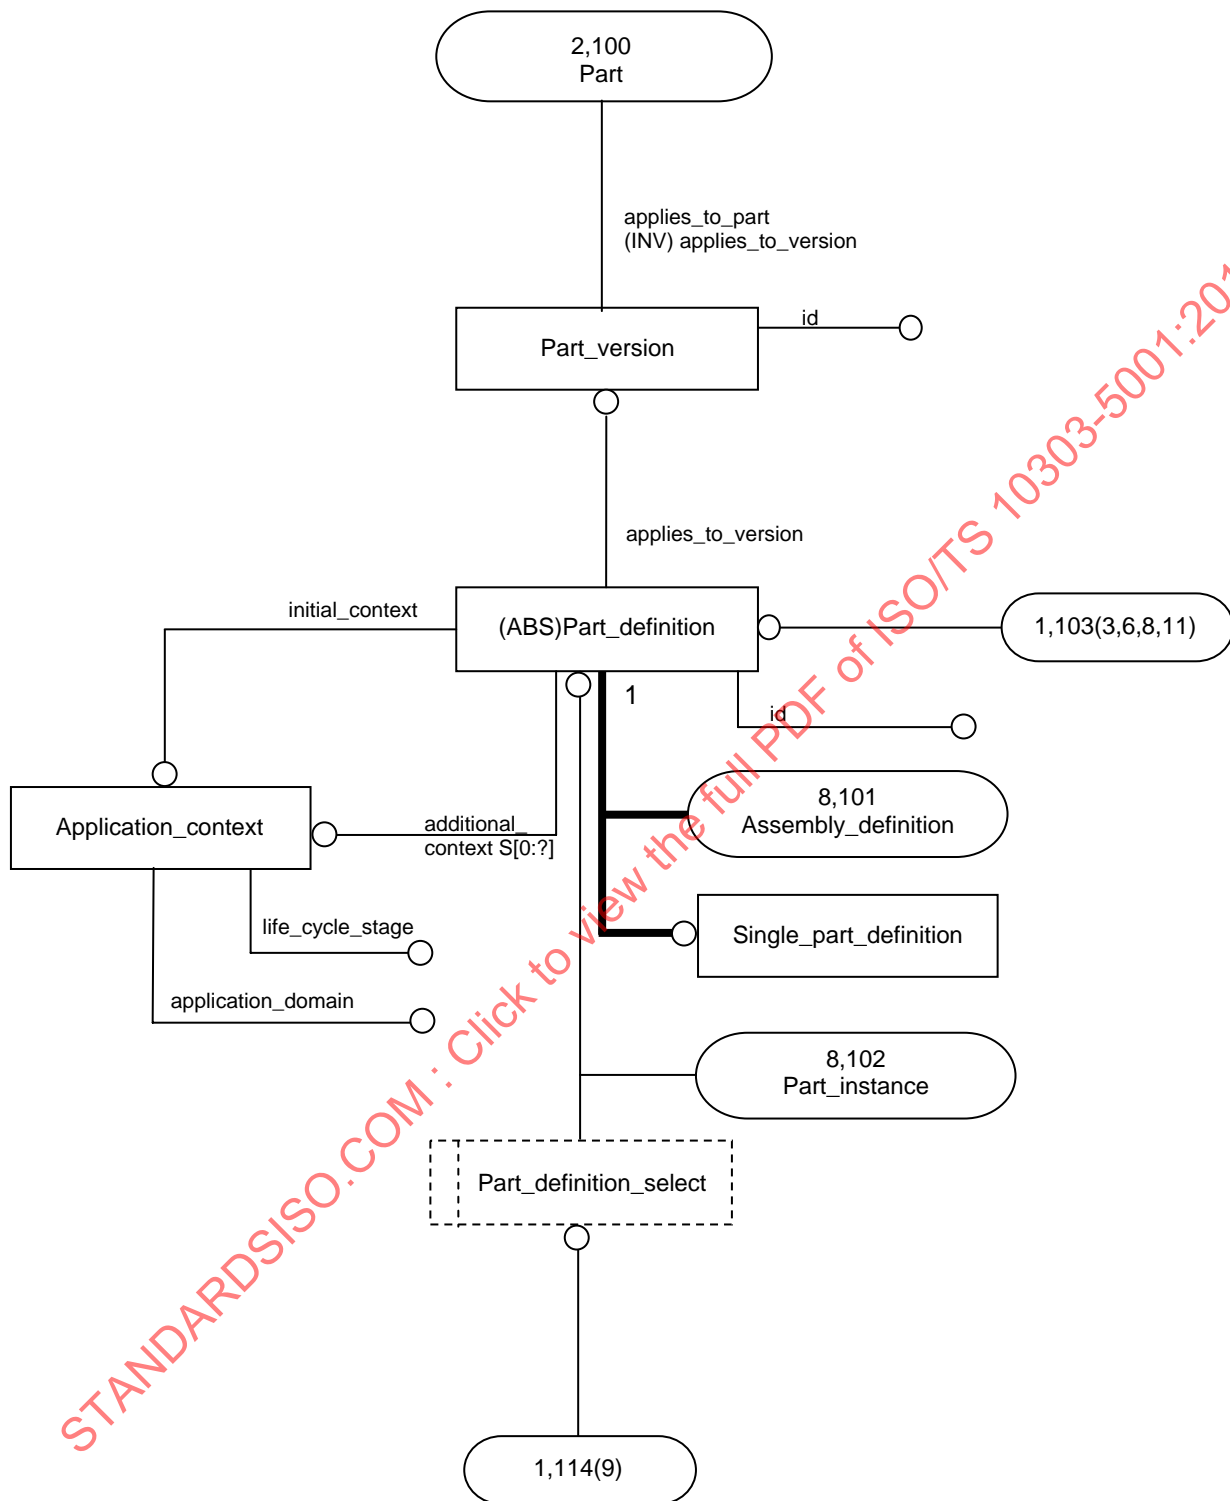 2,100
Part
applies_to_part
(INV) applies_to_version
id
Part_version
applies_to_version
initial_context
(ABS)Part_definition
1,103(3,6,8,11)
1
id
8,101
Assembly_definition
Application_context
additional_
context S[0:?]
life_cycle_stage
Single_part_definition
application_domain
8,102
Part_instance
Part_definition_select
1,114(9)
STANDARDSISO.COM : Click to view the full PDF of ISO/TS 10303-5001:201